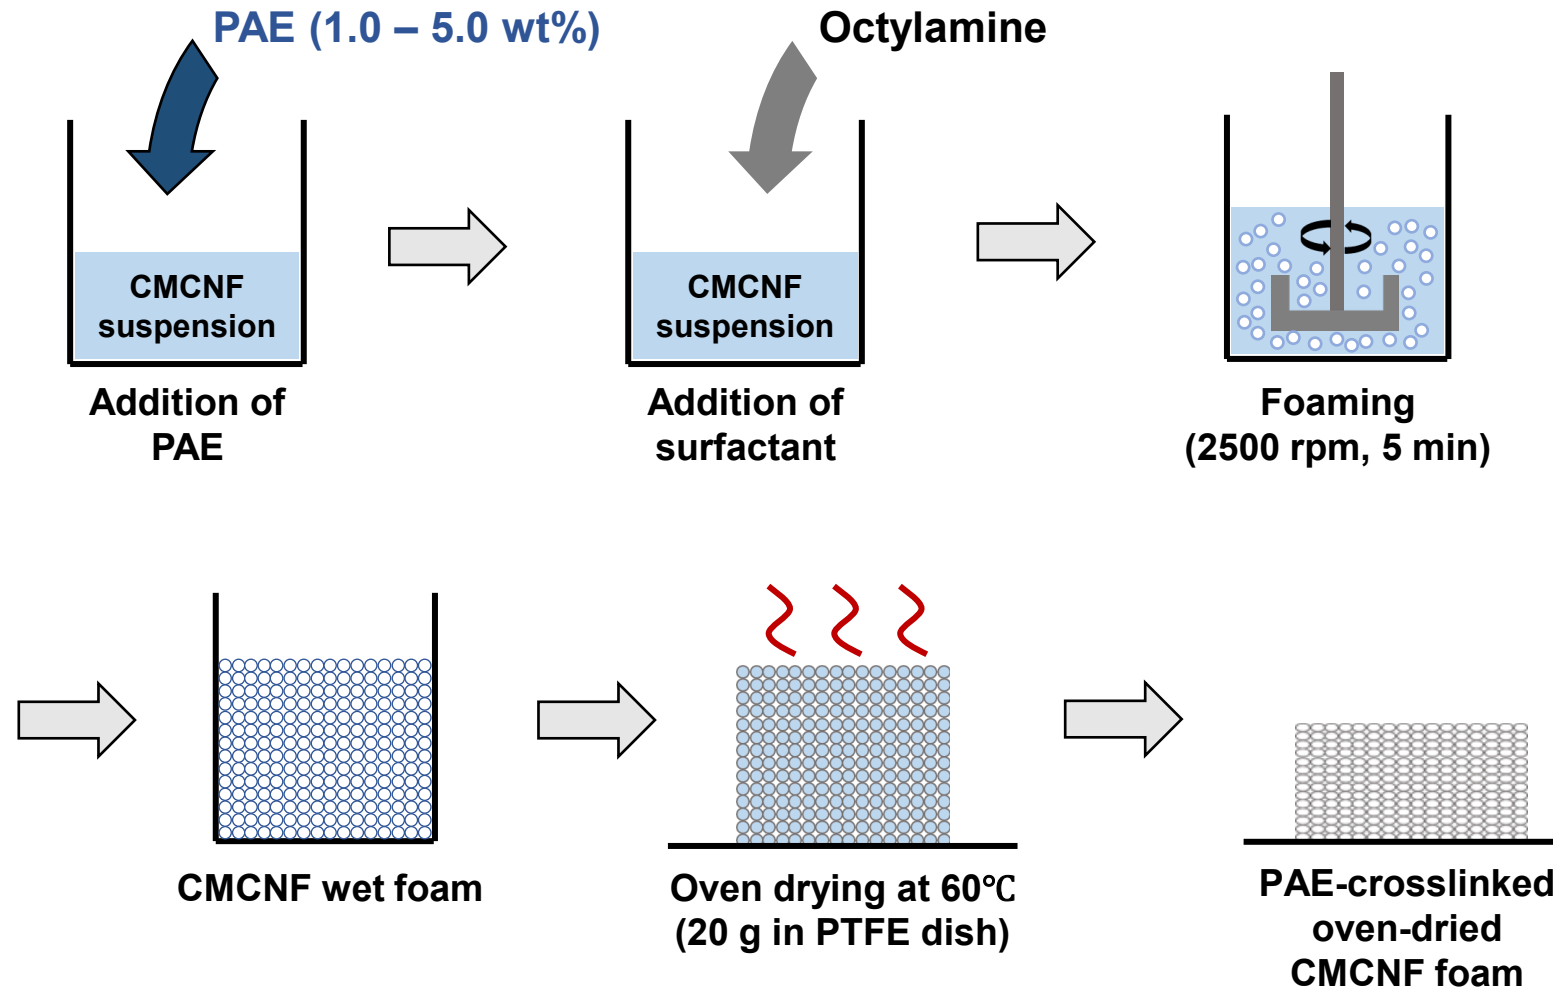 PAE (1.0 – 5.0 wt%)
Octylamine
CMCNF
suspension
CMCNF
suspension
Addition of
PAE
Addition of
surfactant
Foaming
(2500 rpm, 5 min)
CMCNF wet foam
Oven drying at 60℃
(20 g in PTFE dish)
PAE-crosslinked
oven-dried
CMCNF foam